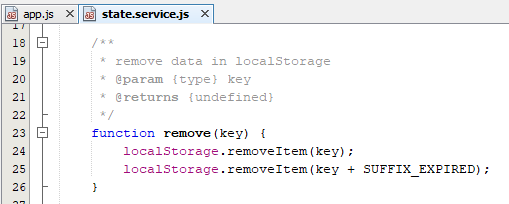 app.js state.service.js
17
18 /**
19 * remove data in localStorage
20 * @param {type} key
21 * @returns {undefined}
22 */
23 function remove(key) {
24 localStorage.removeItem(key);
25 localStorage.removeItem(key + SUFFIX_EXPIRED);
26 }